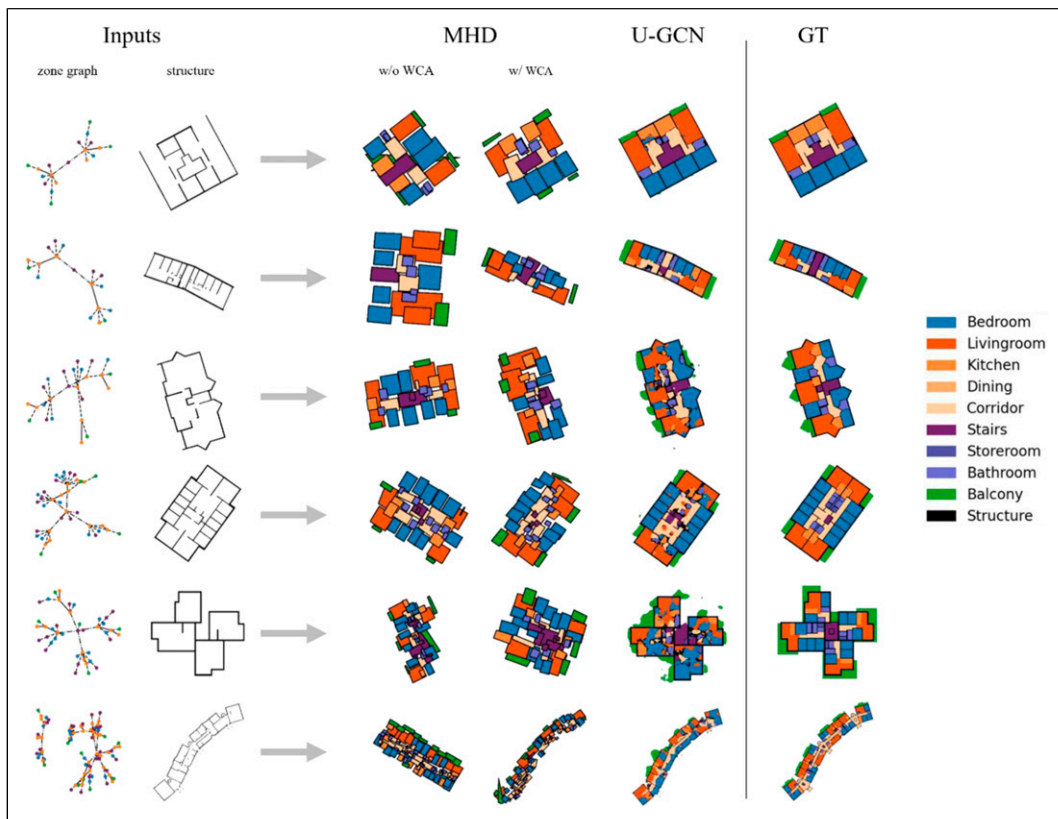 Inputs MHD U-GCN GT
zone graph structure w/o WCA w/ WCA
Bedroom
Livingroom
Kitchen
Dining
Corridor
Stairs
Storeroom
Bathroom
Balcony
Structure